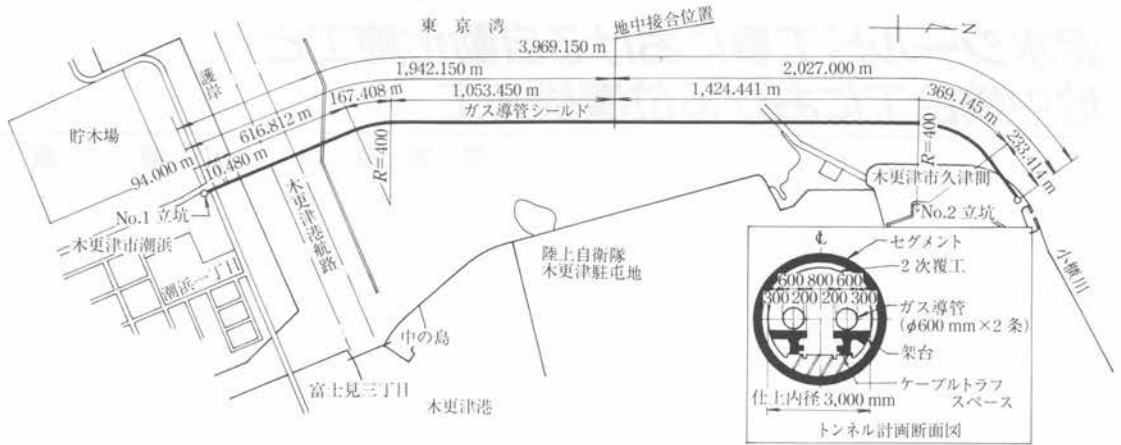 東京湾
地中接合位置
N
3,969.150 m
1,942.150 m
2,027.000 m
167.408 m
1,053.450 m
1,424.441 m
369.145 m
616.812 m
ガス導管シールド
233.414 m
護岸
貯木場
94.000 m
10.480 m
R=400
R=400
木更津港航路
木更津市久津間
No.1 立坑
No.2 立坑
木更津市潮浜
潮浜一丁目
陸上自衛隊
木更津駐屯地
小櫃川
中の島
富士見三丁目
木更津港
℄
セグメント
2次覆工
600 800 600
300 200 200 300
ガス導管
(φ600 mm×2 条)
架台
ケーブルトラフ
スペース
仕上内径 3,000 mm
トンネル計画断面図